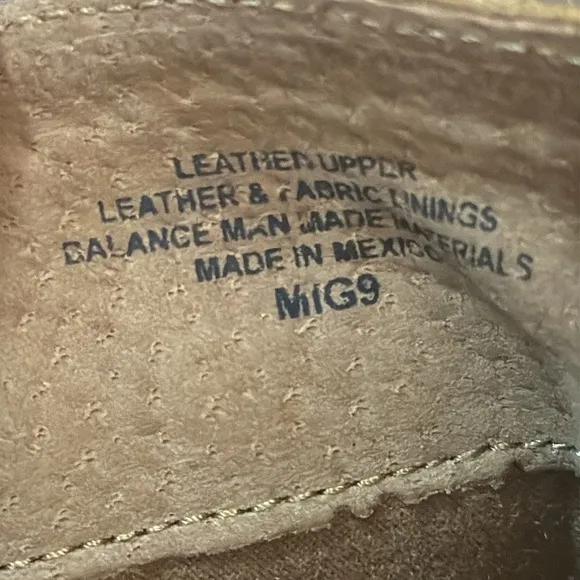 LEATHER UPPER
LEATHER & FABRIC LININGS
BALANCE MAN MADE MATERIALS
MADE IN MEXICO
MIG9